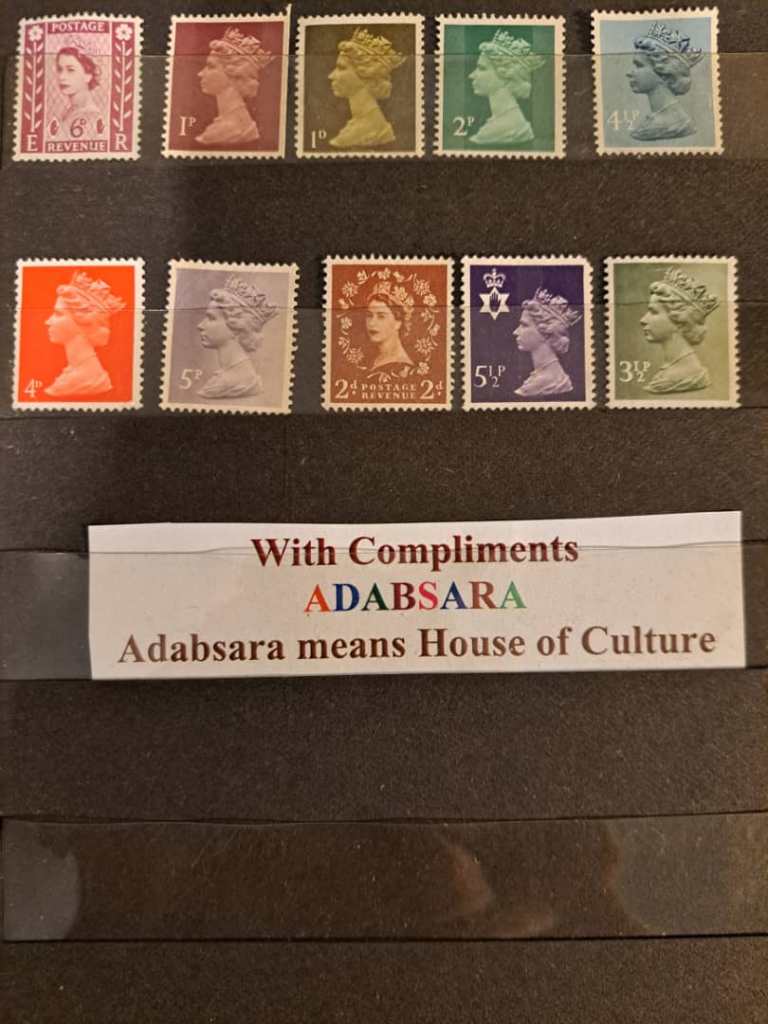 POSTAGE
6D
E REVENUE R
1P
1D
2P
4½P
4D
5P
2d POSTAGE REVENUE 2d
5½P
3½P
With Compliments
ADABSARA
Adabsara means House of Culture